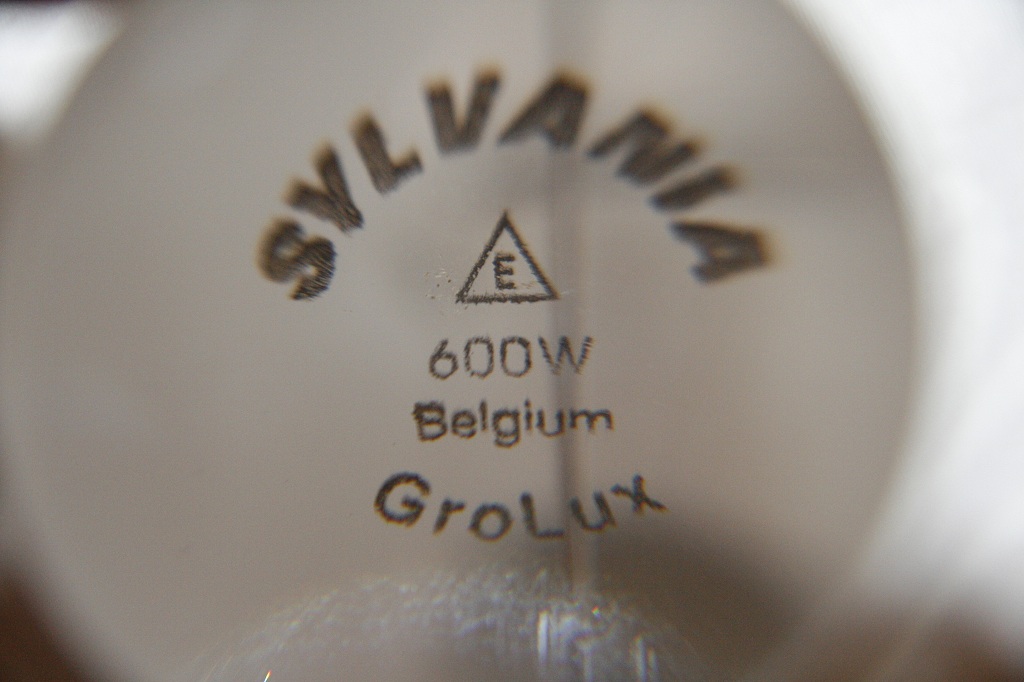 SYLVANIA
E
600W
Belgium
GroLux